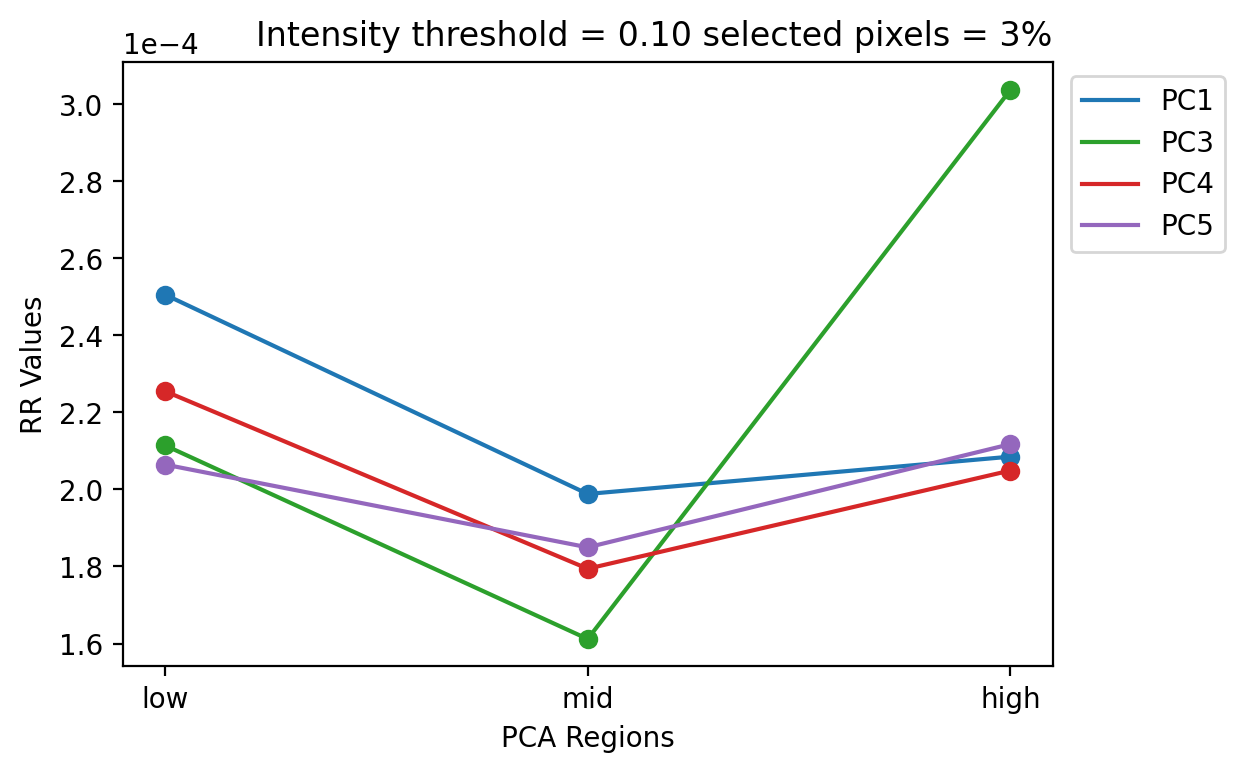 Intensity threshold = 0.10 selected pixels = 3%
1e−4
3.0
2.8
2.6
2.4
2.2
2.0
1.8
1.6
RR Values
low mid high
PCA Regions
PC1
PC3
PC4
PC5